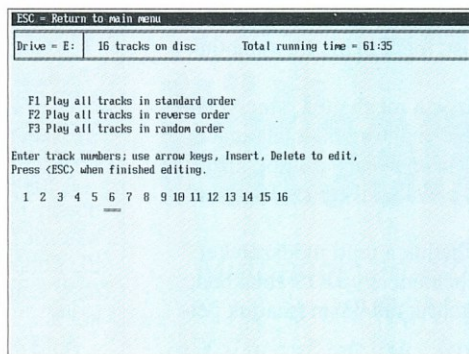 ESC = Return to main menu
Drive = E: 16 tracks on disc Total running time = 61:35
F1 Play all tracks in standard order
F2 Play all tracks in reverse order
F3 Play all tracks in random order
Enter track numbers; use arrow keys, Insert, Delete to edit,
Press <ESC> when finished editing.
1 2 3 4 5 6 7 8 9 10 11 12 13 14 15 16